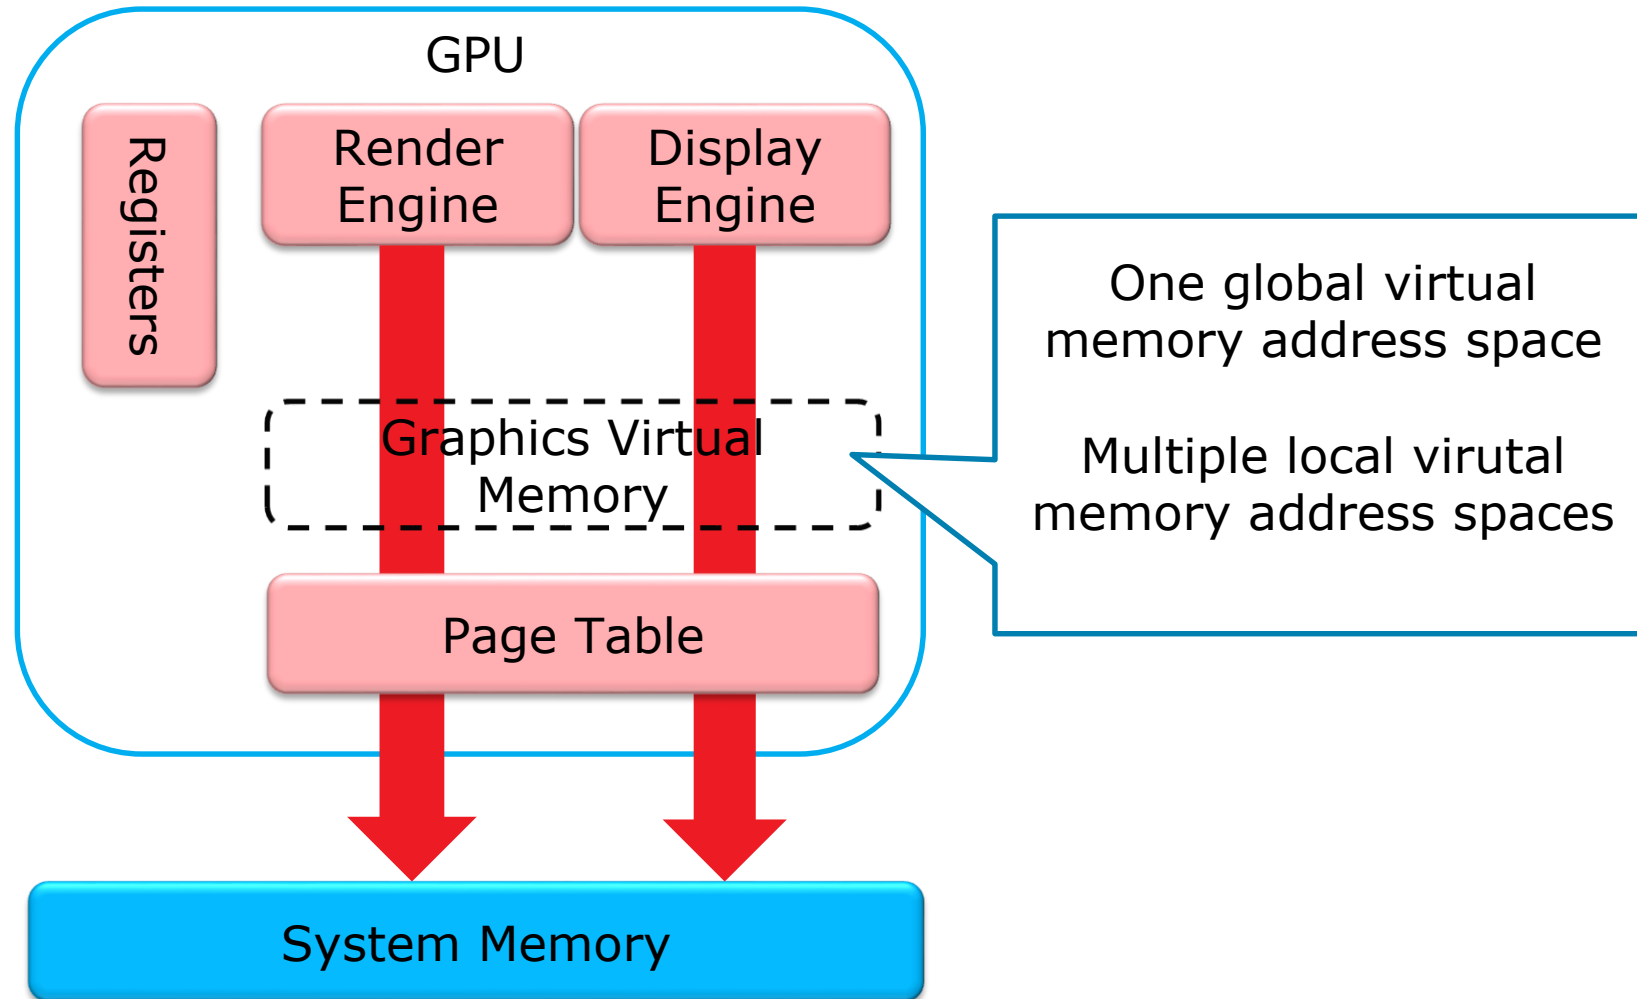 GPU
Registers
Render
Engine
Display
Engine
One global virtual
memory address space
Multiple local virutal
memory address spaces
Graphics Virtual
Memory
Page Table
System Memory